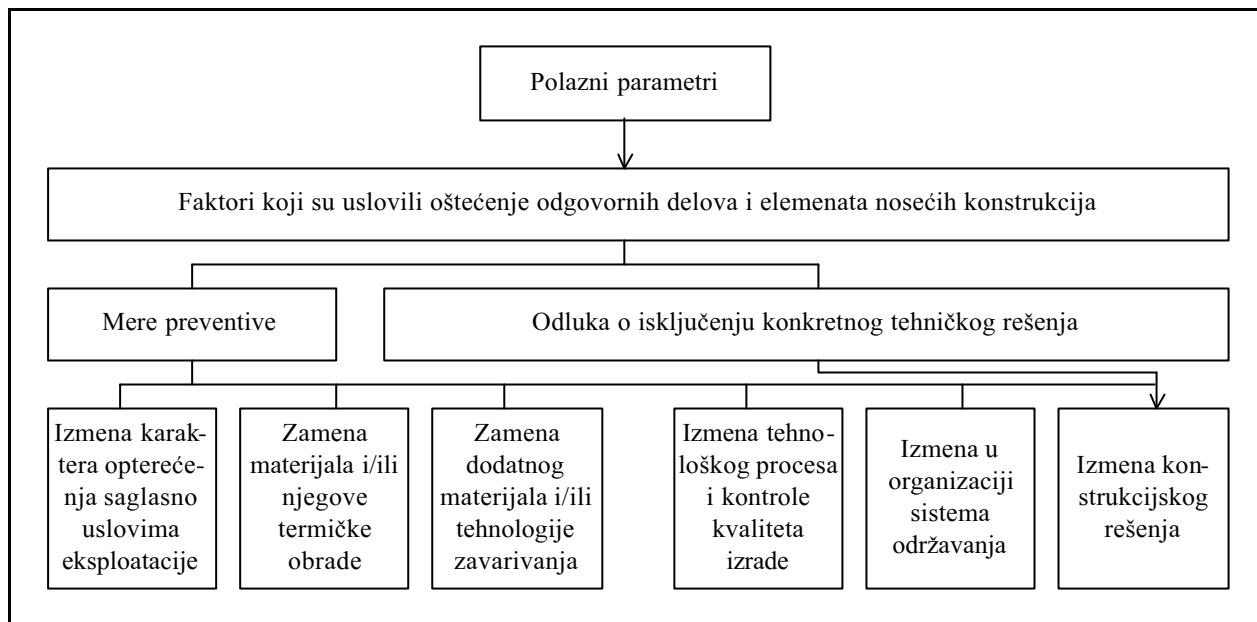 Polazni parametri
Faktori koji su uslovili oštećenje odgovornih delova i elemenata nosećih konstrukcija
Mere preventive
Odluka o isključenju konkretnog tehničkog rešenja
Izmena karak-
tera optereće-
nja saglasno
uslovima
eksploatacije
Zamena
materijala i/ili
njegove
termičke
obrade
Zamena
dodatnog
materijala i/ili
tehnologije
zavarivanja
Izmena tehno-
loškog procesa
i kontrole
kvaliteta
izrade
Izmena u
organizaciji
sistema
održavanja
Izmena kon-
strukcijskog
rešenja